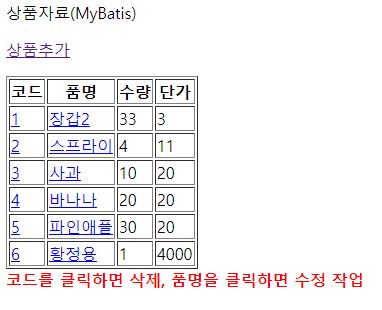 상품자료(MyBatis)
상품추가
코드 품명 수량 단가
1 장갑2 33 3
2 스프라이 4 11
3 사과 10 20
4 바나나 20 20
5 파인애플 30 20
6 황정용 1 4000
코드를 클릭하면 삭제, 품명을 클릭하면 수정 작업